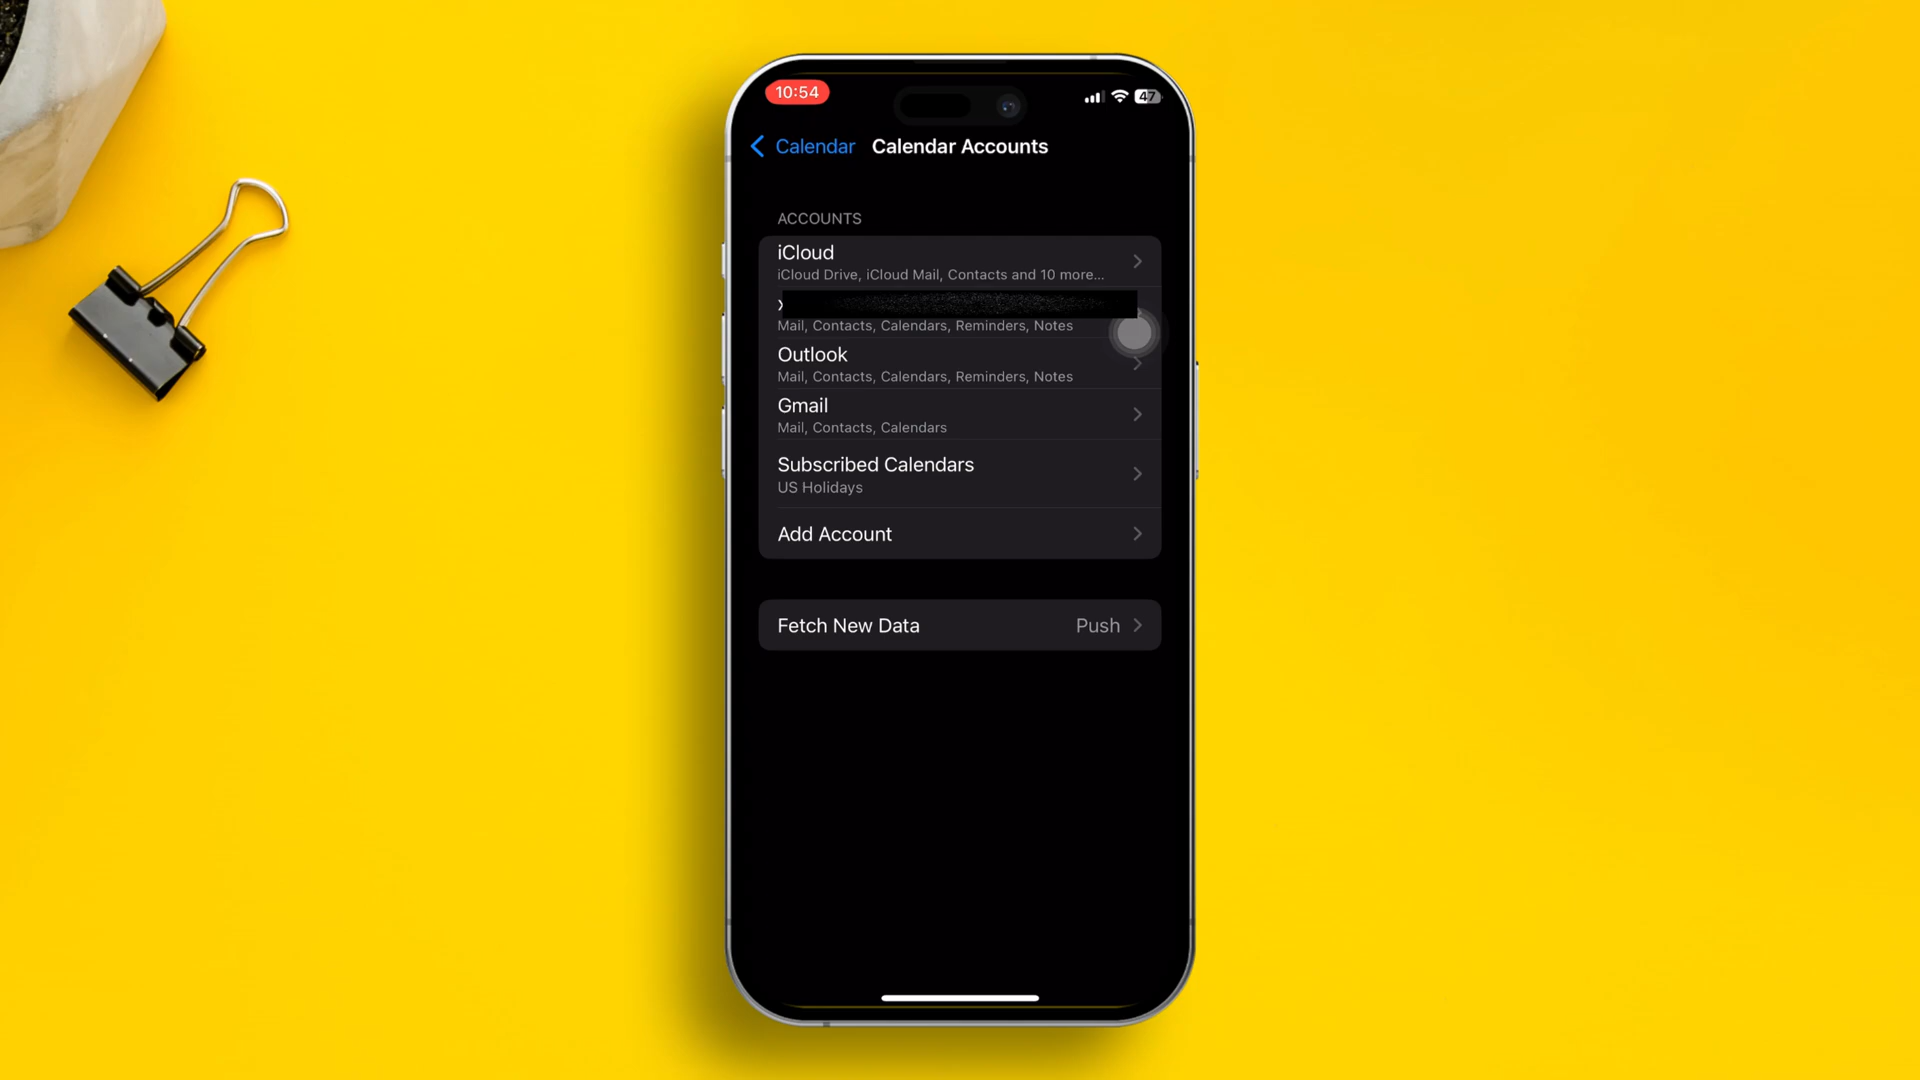 10:54
47
Calendar
Calendar Accounts
ACCOUNTS
iCloud
iCloud Drive, iCloud Mail, Contacts and 10 more...
Mail, Contacts, Calendars, Reminders, Notes
Outlook
Mail, Contacts, Calendars, Reminders, Notes
Gmail
Mail, Contacts, Calendars
Subscribed Calendars
US Holidays
Add Account
Fetch New Data
Push